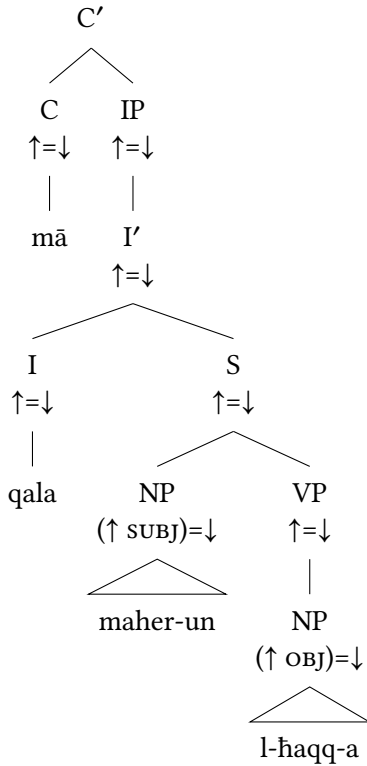 C′
C IP
↑=↓ ↑=↓
mā I′
↑=↓
I S
↑=↓ ↑=↓
qala NP VP
(↑ SUBJ)=↓ ↑=↓
maher-un NP
(↑ OBJ)=↓
l-ħaqq-a